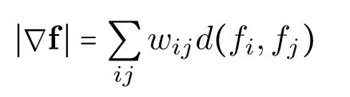 |∇𝐟| = ∑_{ij} w_{ij} d(f_i, f_j)